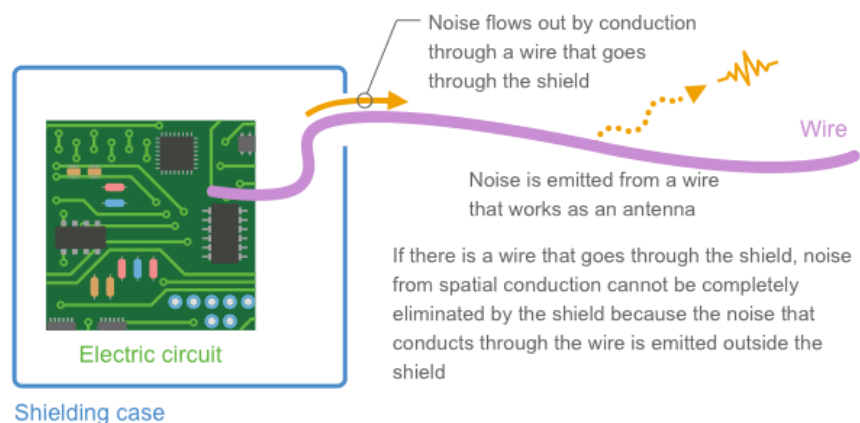 Noise flows out by conduction
through a wire that goes
through the shield
Wire
Noise is emitted from a wire
that works as an antenna
If there is a wire that goes through the shield, noise
from spatial conduction cannot be completely
eliminated by the shield because the noise that
conducts through the wire is emitted outside the
shield
Electric circuit
Shielding case